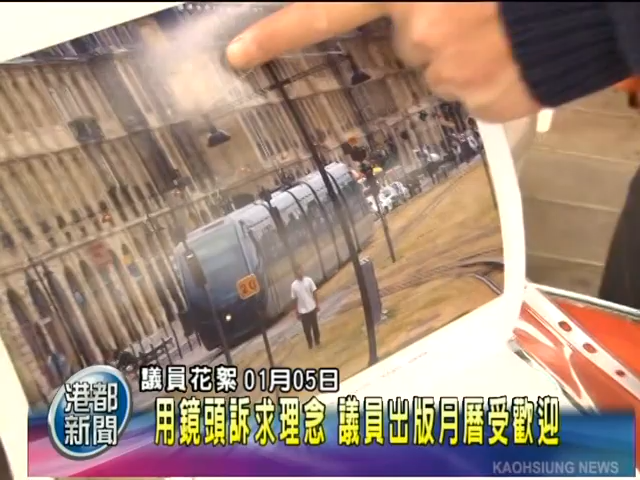 20
議員花絮 01月05日
港都
新聞
用鏡頭訴求理念 議員出版月曆受歡迎
KAOHSIUNG NEWS